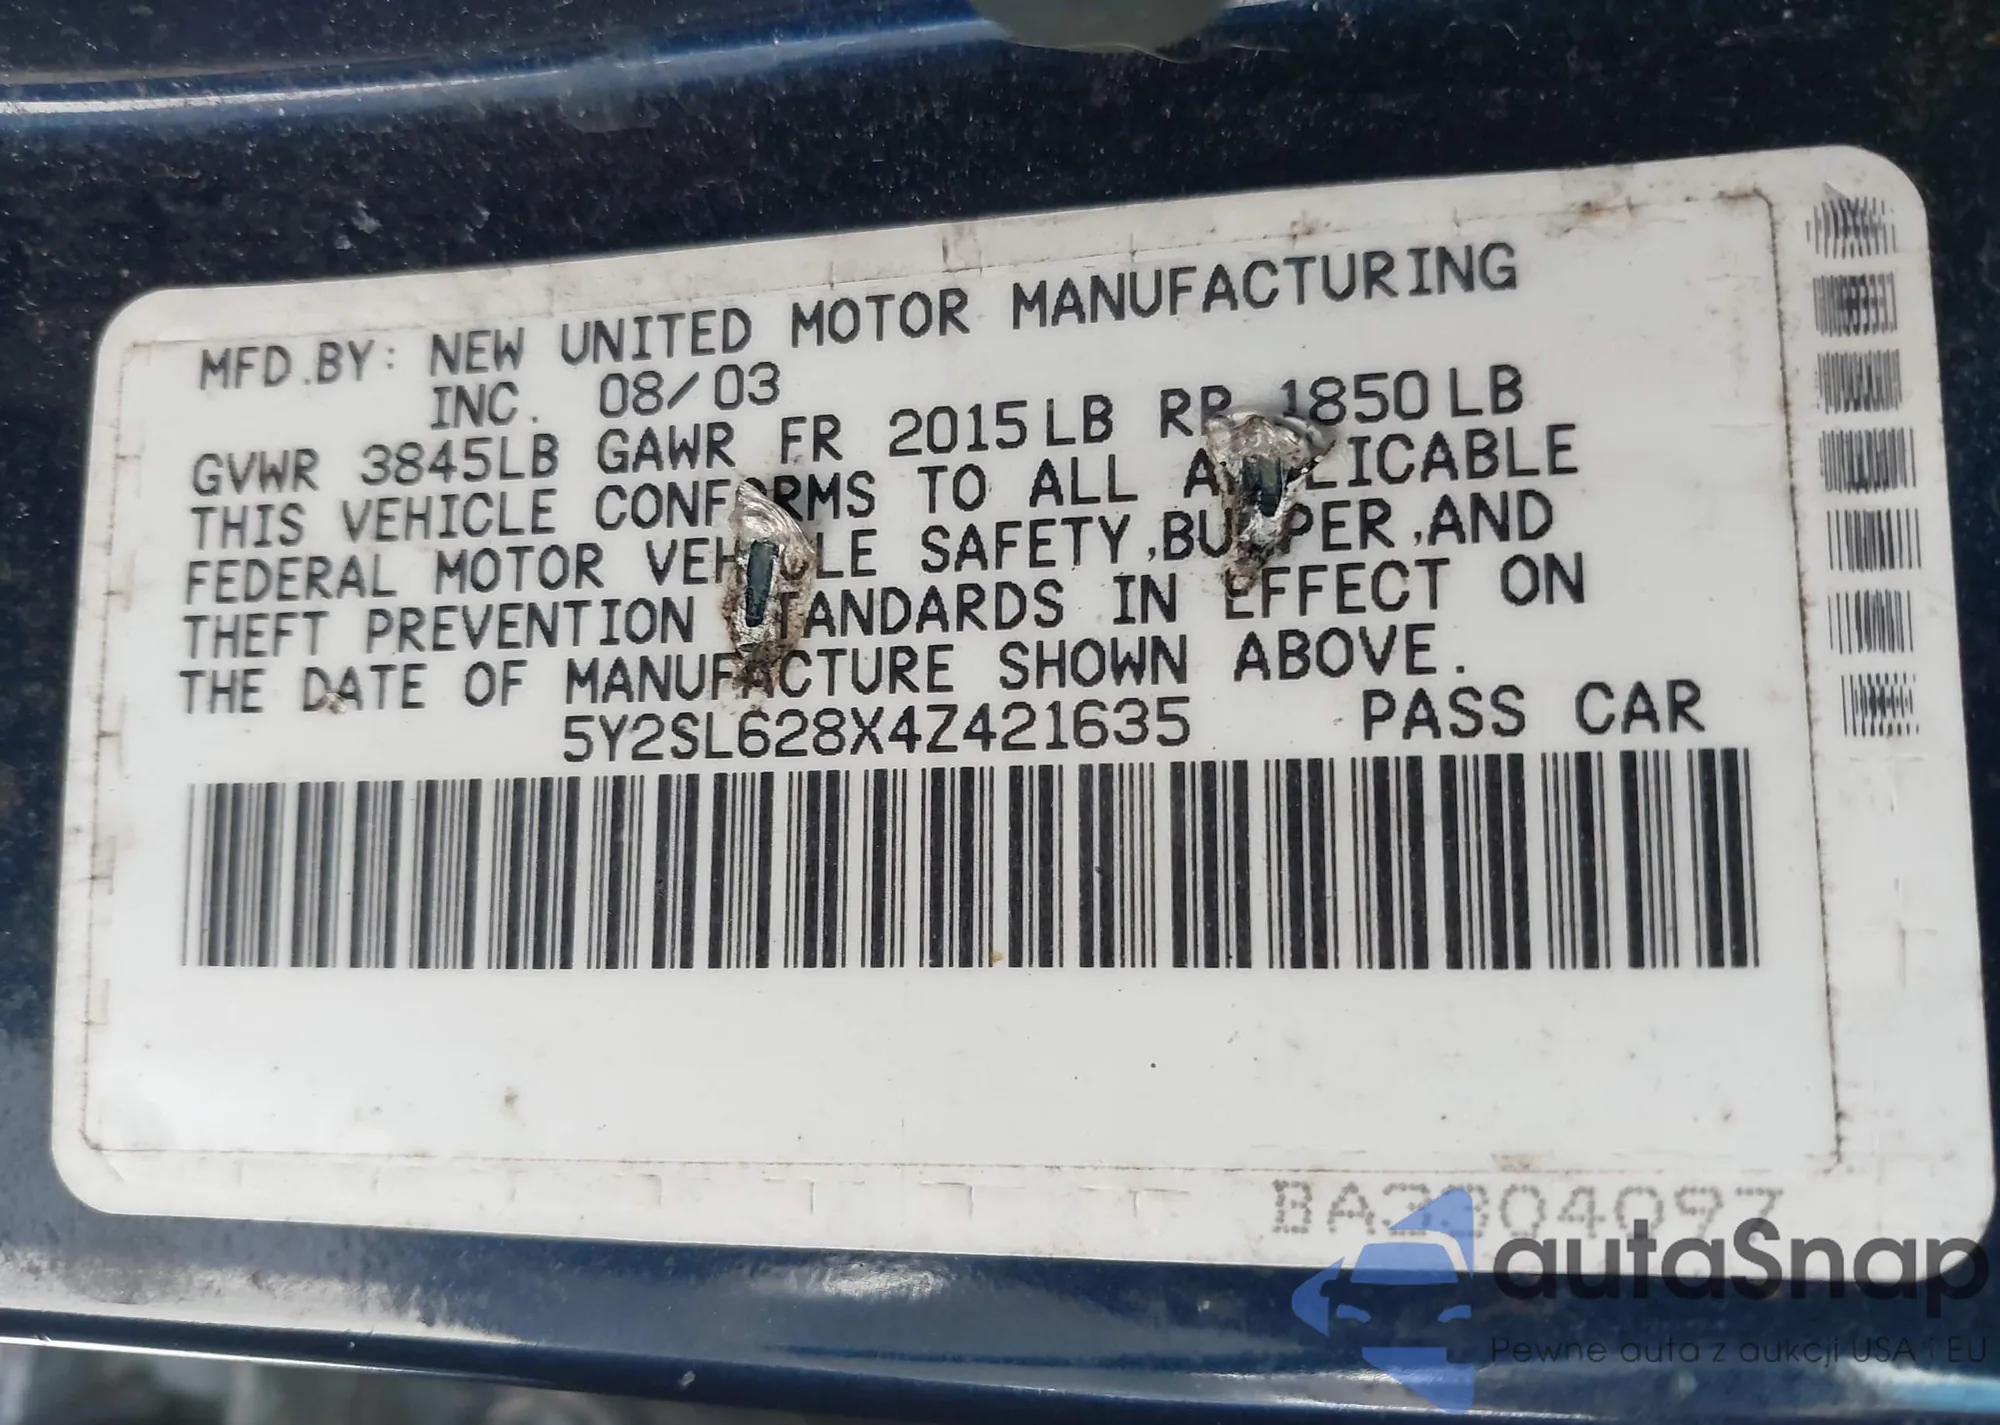 MFD.BY: NEW UNITED MOTOR MANUFACTURING
INC. 08/03
GVWR 3845LB GAWR FR 2015LB RR 1850LB
THIS VEHICLE CONFORMS TO ALL APPLICABLE
FEDERAL MOTOR VEHICLE SAFETY,BUMPER,AND
THEFT PREVENTION STANDARDS IN EFFECT ON
THE DATE OF MANUFACTURE SHOWN ABOVE.
5Y2SL628X4Z421635 PASS CAR
autaSnap
Pewne auta z aukcji USA i EU